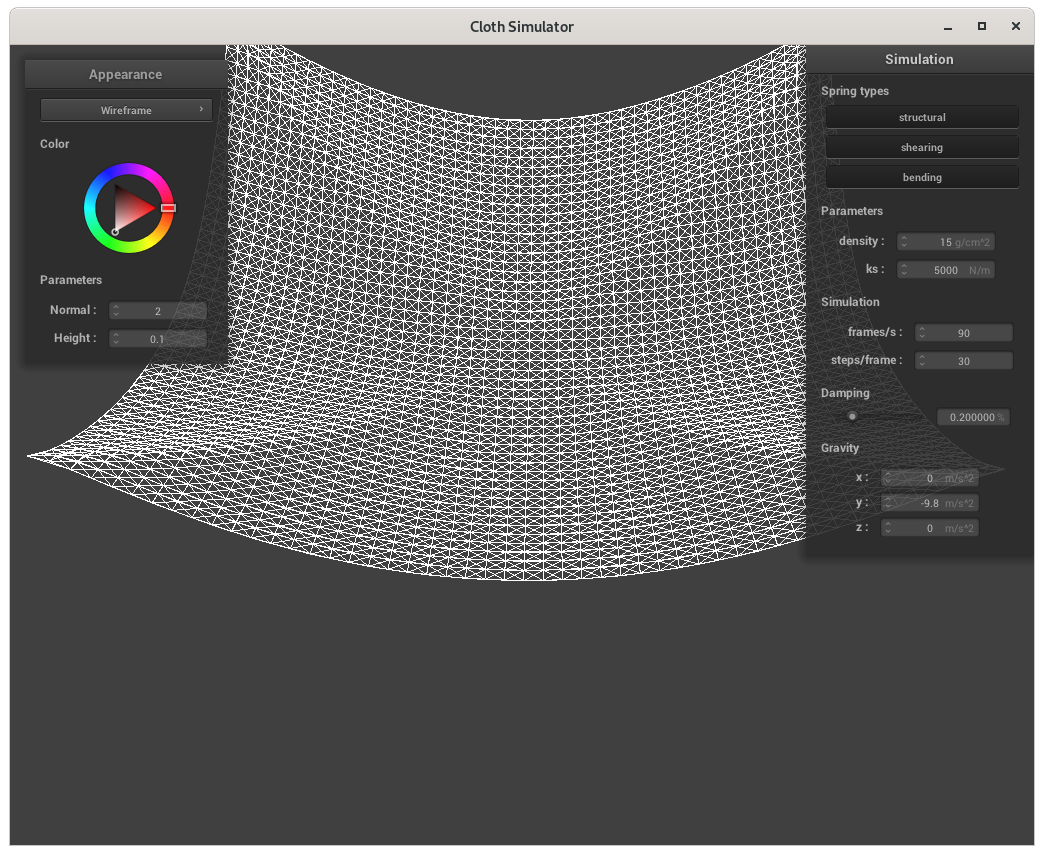 Cloth Simulator
Appearance
Wireframe
Color
Parameters
Normal : 2
Height : 0.1
Simulation
Spring types
structural
shearing
bending
Parameters
density : 15 g/cm^2
ks : 5000 N/m
Simulation
frames/s : 90
steps/frame : 30
Damping
0.200000 %
Gravity
x : 0 m/s^2
y : -9.8 m/s^2
z : 0 m/s^2